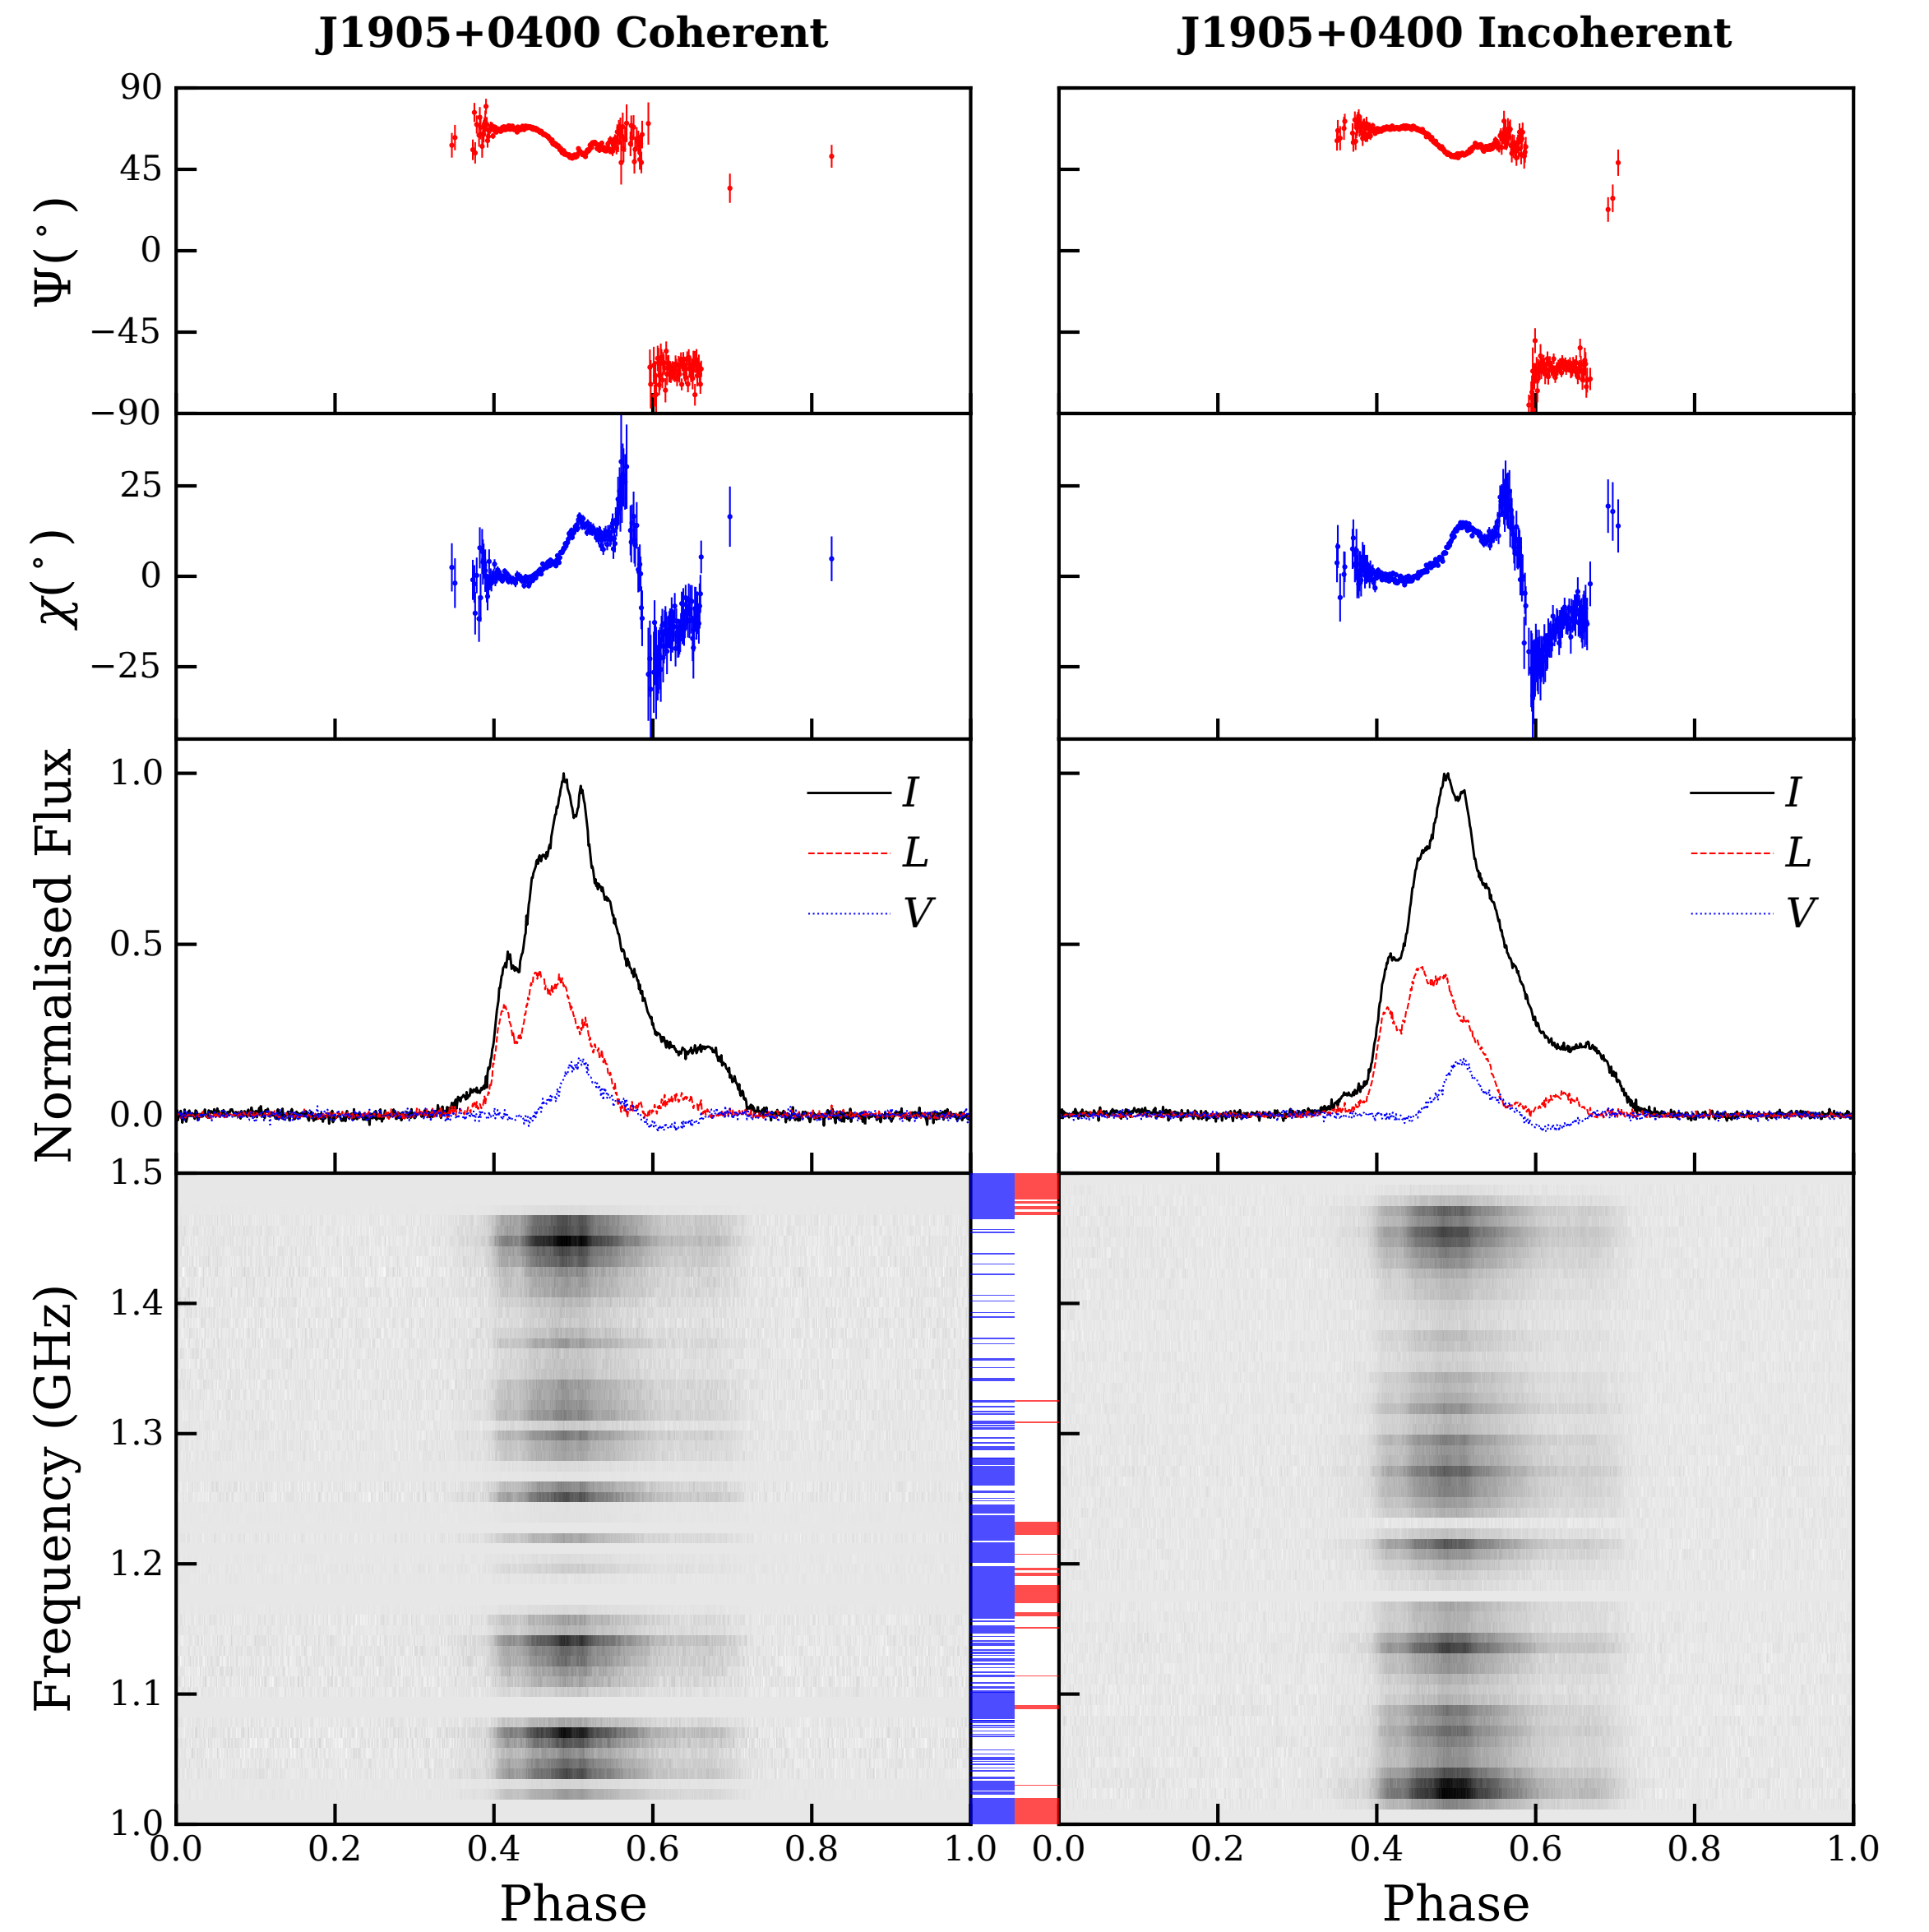 J1905+0400 Coherent
J1905+0400 Incoherent
90
45
0
−45
−90
Ψ(°)
25
0
−25
χ(°)
1.0
0.5
0.0
Normalised Flux
I
L
V
I
L
V
1.5
1.4
1.3
1.2
1.1
1.0
Frequency (GHz)
0.0 0.2 0.4 0.6 0.8 1.0
0.0 0.2 0.4 0.6 0.8 1.0
Phase
Phase